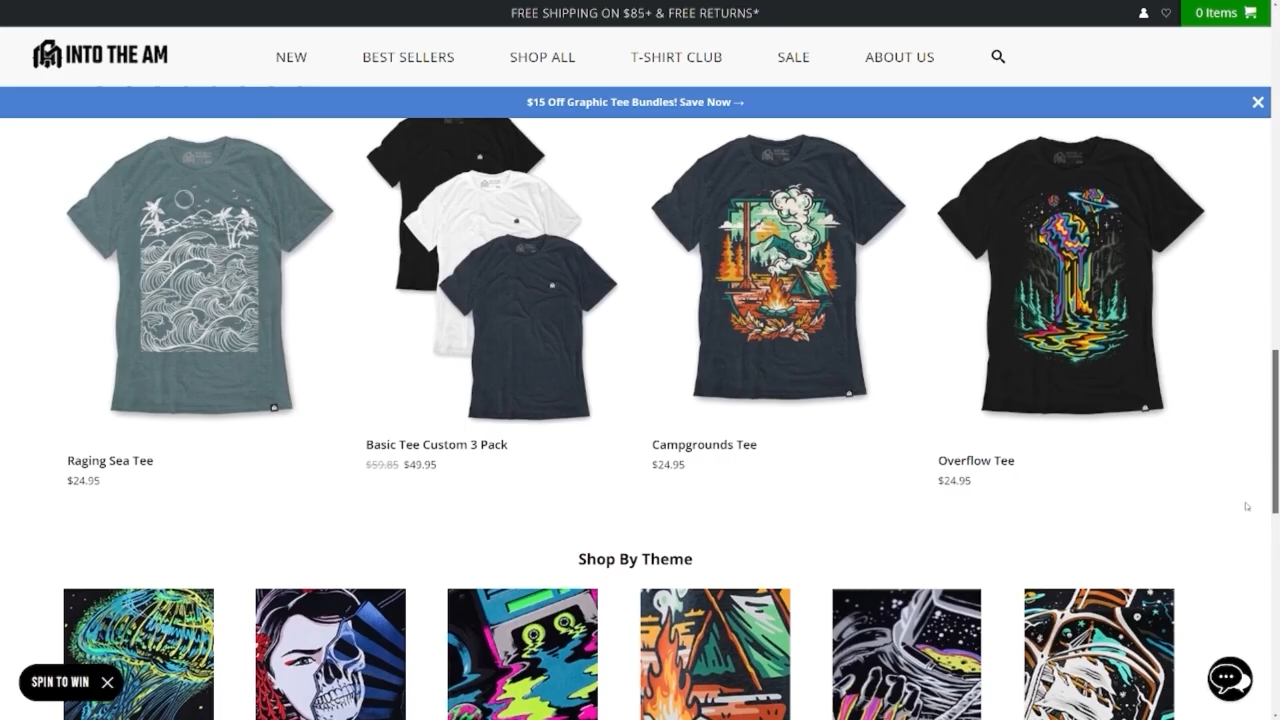 FREE SHIPPING ON $85+ & FREE RETURNS*
0 Items
INTO THE AM
NEW
BEST SELLERS
SHOP ALL
T-SHIRT CLUB
SALE
ABOUT US
$15 Off Graphic Tee Bundles! Save Now →
Raging Sea Tee
$24.95
Basic Tee Custom 3 Pack
$59.85 $49.95
Campgrounds Tee
$24.95
Overflow Tee
$24.95
Shop By Theme
SPIN TO WIN